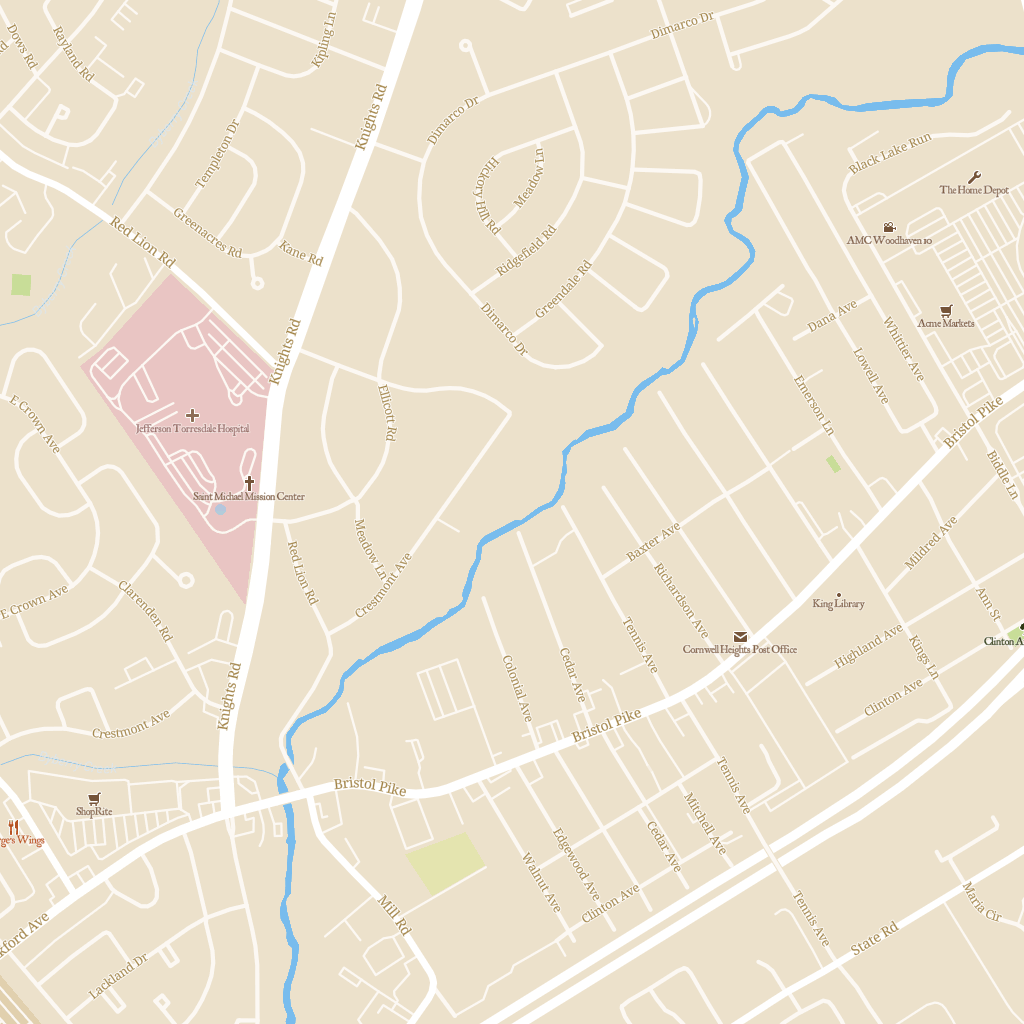 Dimarco Dr
Kipling Ln
Dows Rd
Rayland Rd
Knights Rd
Dimarco Dr
Templeton Dr
Black Lake Run
Hickory Hill Rd
Meadow Ln
The Home Depot
Greenacres Rd
Red Lion Rd
Kane Rd
Ridgefield Rd
AMC Woodhaven 10
Greendale Rd
Dimarco Dr
Dana Ave
Acme Markets
Whittier Ave
Knights Rd
Lowell Ave
Emerson Ln
Ellicott Rd
E Crown Ave
Jefferson Torresdale Hospital
Bristol Pike
Saint Michael Mission Center
Biddle Ln
Meadow Ln
Baxter Ave
Mildred Ave
Red Lion Rd
Crestmont Ave
Richardson Ave
E Crown Ave
Clarenden Rd
King Library
Ann St
Tennis Ave
Highland Ave
Kings Ln
Clinton A
Cornwell Heights Post Office
Knights Rd
Colonial Ave
Cedar Ave
Clinton Ave
Crestmont Ave
Bristol Pike
Bristol Pike
Tennis Ave
ShopRite
rge's Wings
Mitchell Ave
Cedar Ave
Edgewood Ave
Walnut Ave
Clinton Ave
Mill Rd
Maria Cir
Tennis Ave
State Rd
kford Ave
Lackland Dr